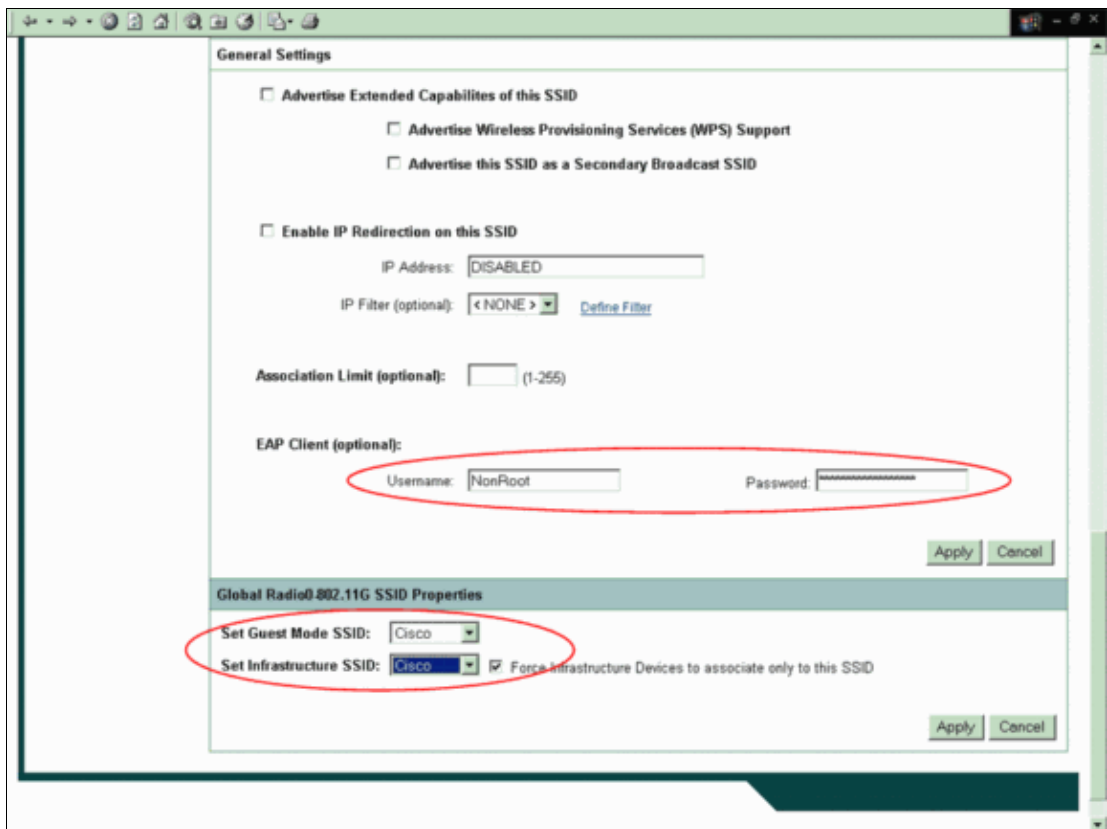 General Settings
Advertise Extended Capabilites of this SSID
Advertise Wireless Provisioning Services (WPS) Support
Advertise this SSID as a Secondary Broadcast SSID
Enable IP Redirection on this SSID
IP Address: DISABLED
IP Filter (optional): < NONE > Define Filter
Association Limit (optional): (1-255)
EAP Client (optional):
Username: NonRoot Password: ******************
Apply Cancel
Global Radio0-802.11G SSID Properties
Set Guest Mode SSID: Cisco
Set Infrastructure SSID: Cisco Force Infrastructure Devices to associate only to this SSID
Apply Cancel